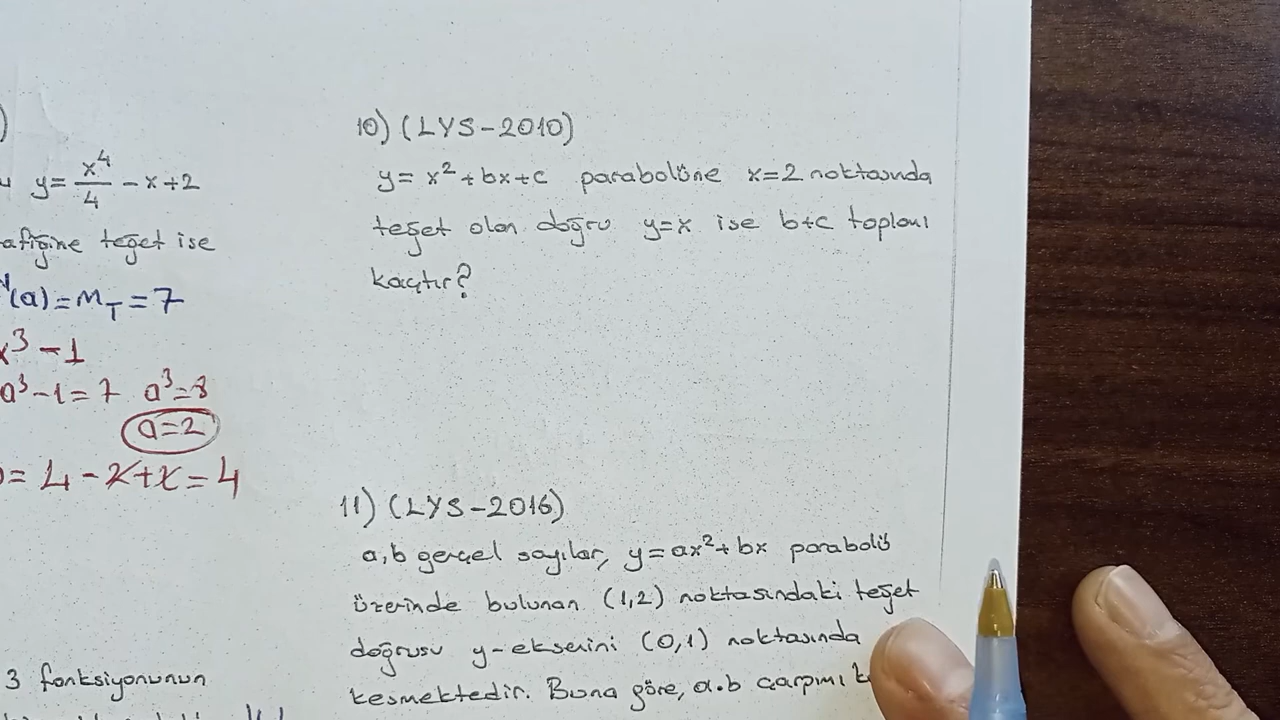 )
y= x⁴/4 -x+2
afiğine teğet ise
'(a)=m_T=7
x³-1
a³-1=7 a³=8
a=2
= 4-2+2=4
3 fonksiyonunun
10) (LYS-2010)
y= x²+bx+c parabolüne x=2 noktasında
teğet olan doğru y=x ise b+c toplamı
kaçtır?
11) (LYS-2016)
a,b gerçel sayılar, y=ax²+bx parabolü
üzerinde bulunan (1,2) noktasındaki teğet
doğrusu y-eksenini (0,1) noktasında
kesmektedir. Buna göre, a.b çarpımı k